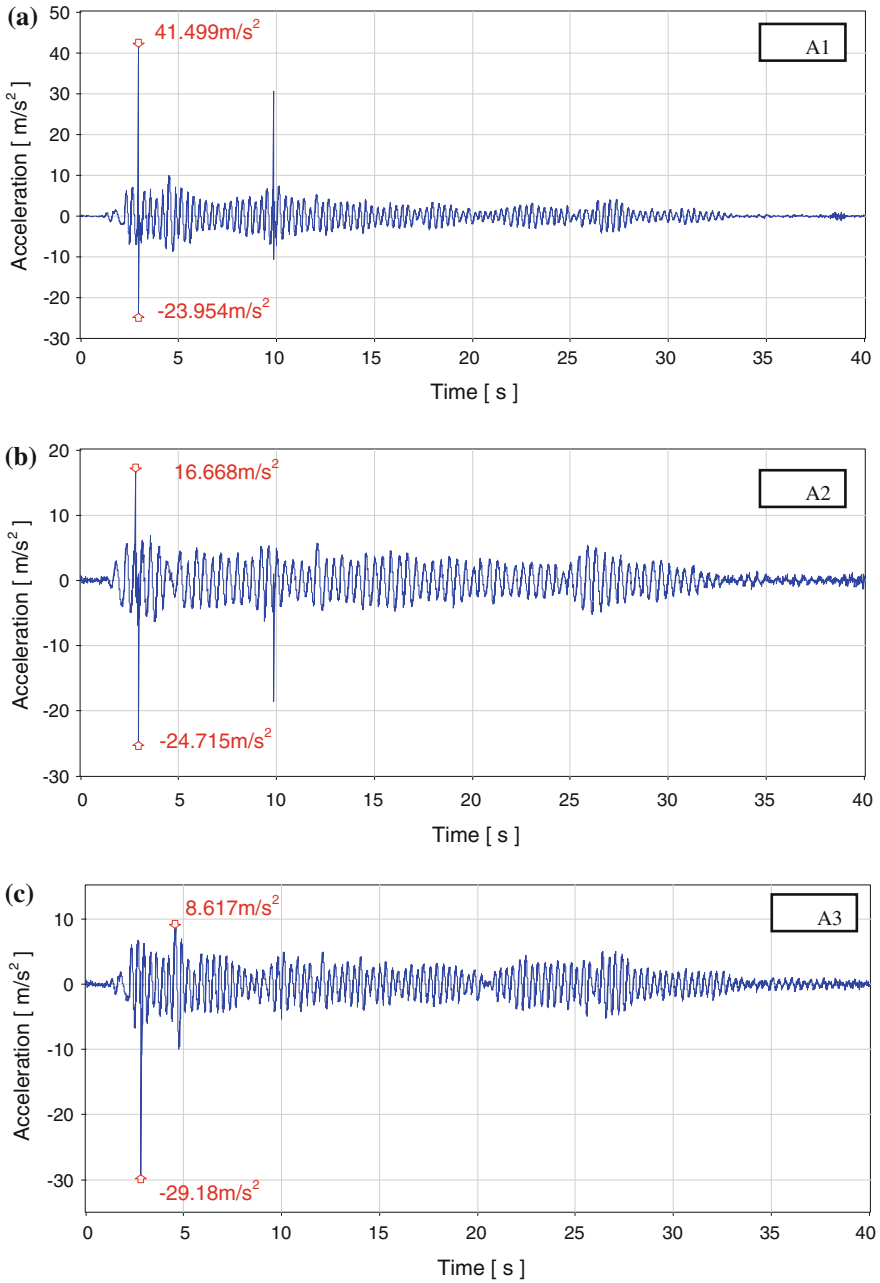 (a)
41.499m/s²
A1
50
40
30
20
10
0
-10
-20
-30
Acceleration [ m/s² ]
-23.954m/s²
0 5 10 15 20 25 30 35 40
Time [ s ]
(b)
16.668m/s²
A2
20
10
0
-10
-20
-30
Acceleration [ m/s² ]
-24.715m/s²
0 5 10 15 20 25 30 35 40
Time [ s ]
(c)
8.617m/s²
A3
10
0
-10
-20
-30
Acceleration [ m/s² ]
-29.18m/s²
0 5 10 15 20 25 30 35 40
Time [ s ]